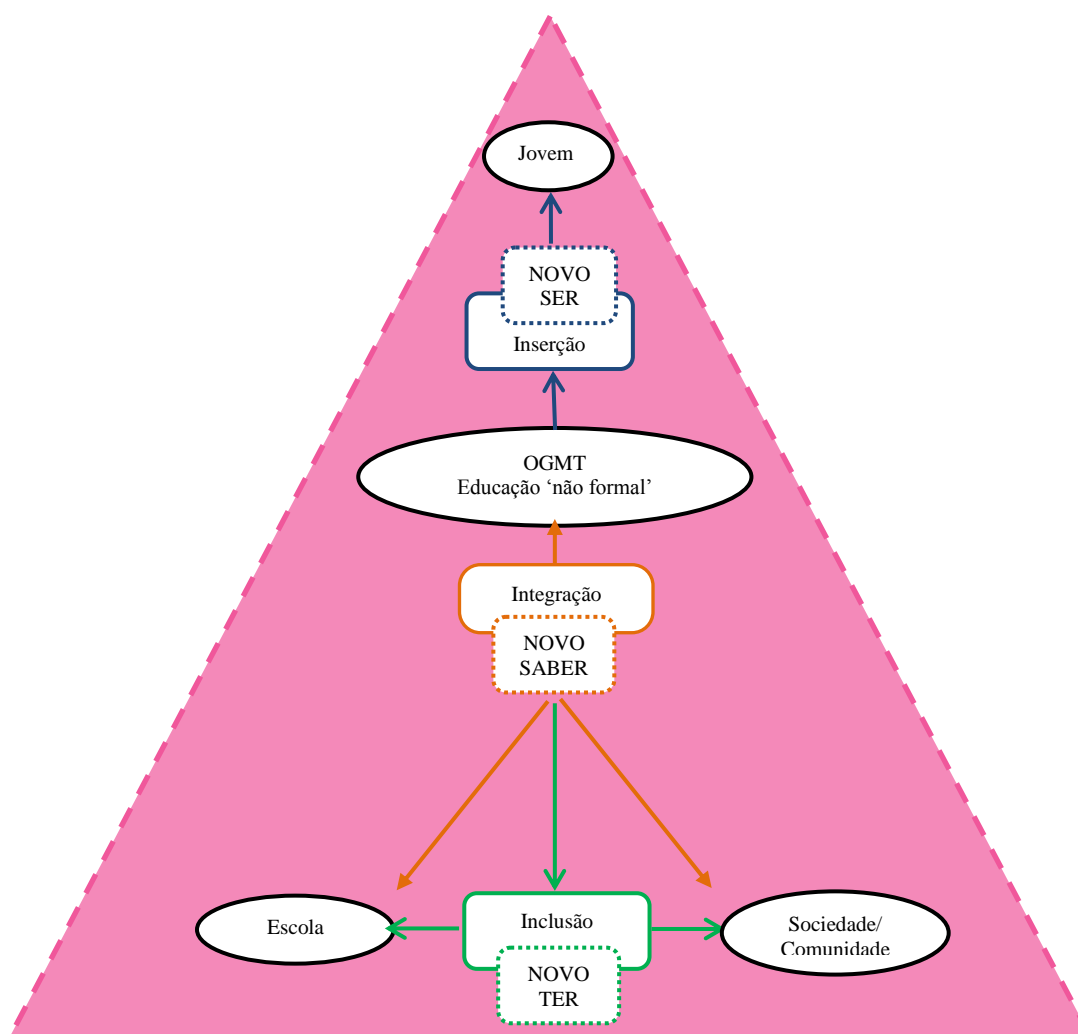 Jovem
NOVO
SER
Inserção
OGMT
Educação ‘não formal’
Integração
NOVO
SABER
Escola
Inclusão
NOVO
TER
Sociedade/
Comunidade